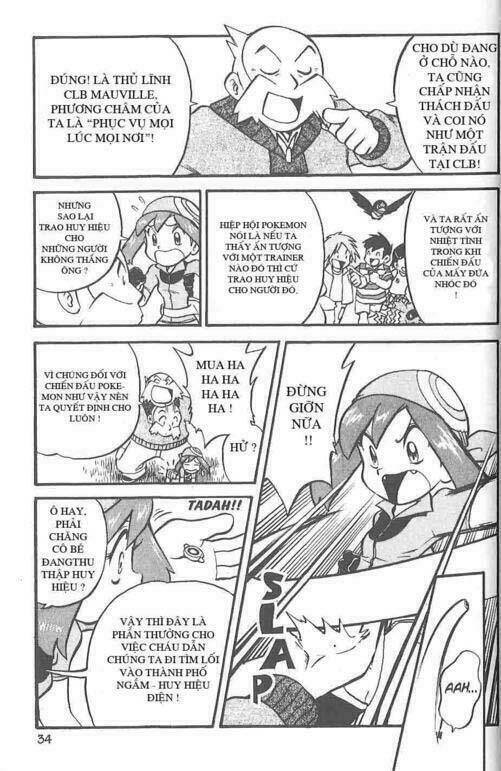 CHO DÙ ĐANG
Ở CHỖ NÀO,
TA CŨNG
CHẤP NHẬN
THÁCH ĐẤU
VÀ COI NÓ
NHƯ MỘT
TRẬN ĐẤU
TẠI CLB!
ĐÚNG! LÀ THỦ LĨNH
CLB MAUVILLE,
PHƯƠNG CHÂM CỦA
TA LÀ “PHỤC VỤ MỌI
LÚC MỌI NƠI”!
VÀ TA RẤT ẤN
TƯỢNG VỚI
NHIỆT TÌNH
TRONG KHI
CHIẾN ĐẤU
CỦA MẤY ĐỨA
NHÓC ĐÓ
!
HIỆP HỘI POKEMON
NÓI LÀ NẾU TA
THẤY ẤN TƯỢNG
VỚI MỘT TRAINER
NÀO ĐÓ THÌ CỨ
TRAO HUY HIỆU
CHO NGƯỜI ĐÓ.
NHƯNG
SAO LẠI
TRAO HUY HIỆU
CHO
NHỮNG NGƯỜI
KHÔNG THẮNG
ÔNG ?
ĐỪNG
GIỠN
NỮA
!!
MUA HA
HA HA
HA HA
HA !
HỬ ?
VÌ CHÚNG ĐỐI VỚI
CHIẾN ĐẤU POKE-
MON NHƯ VẬY NÊN
TA QUYẾT ĐỊNH CHO
LUÔN !
SLAP
AAH...
TADAH!!
Ô HAY,
PHẢI
CHĂNG
CÔ BÉ
ĐANGTHU
THẬP HUY
HIỆU ?
VẬY THÌ ĐÂY LÀ
PHẦN THƯỞNG CHO
VIỆC CHÁU DẪN
CHÚNG TA ĐI TÌM LỐI
VÀO THÀNH PHỐ
NGẦM - HUY HIỆU
ĐIỆN !
34